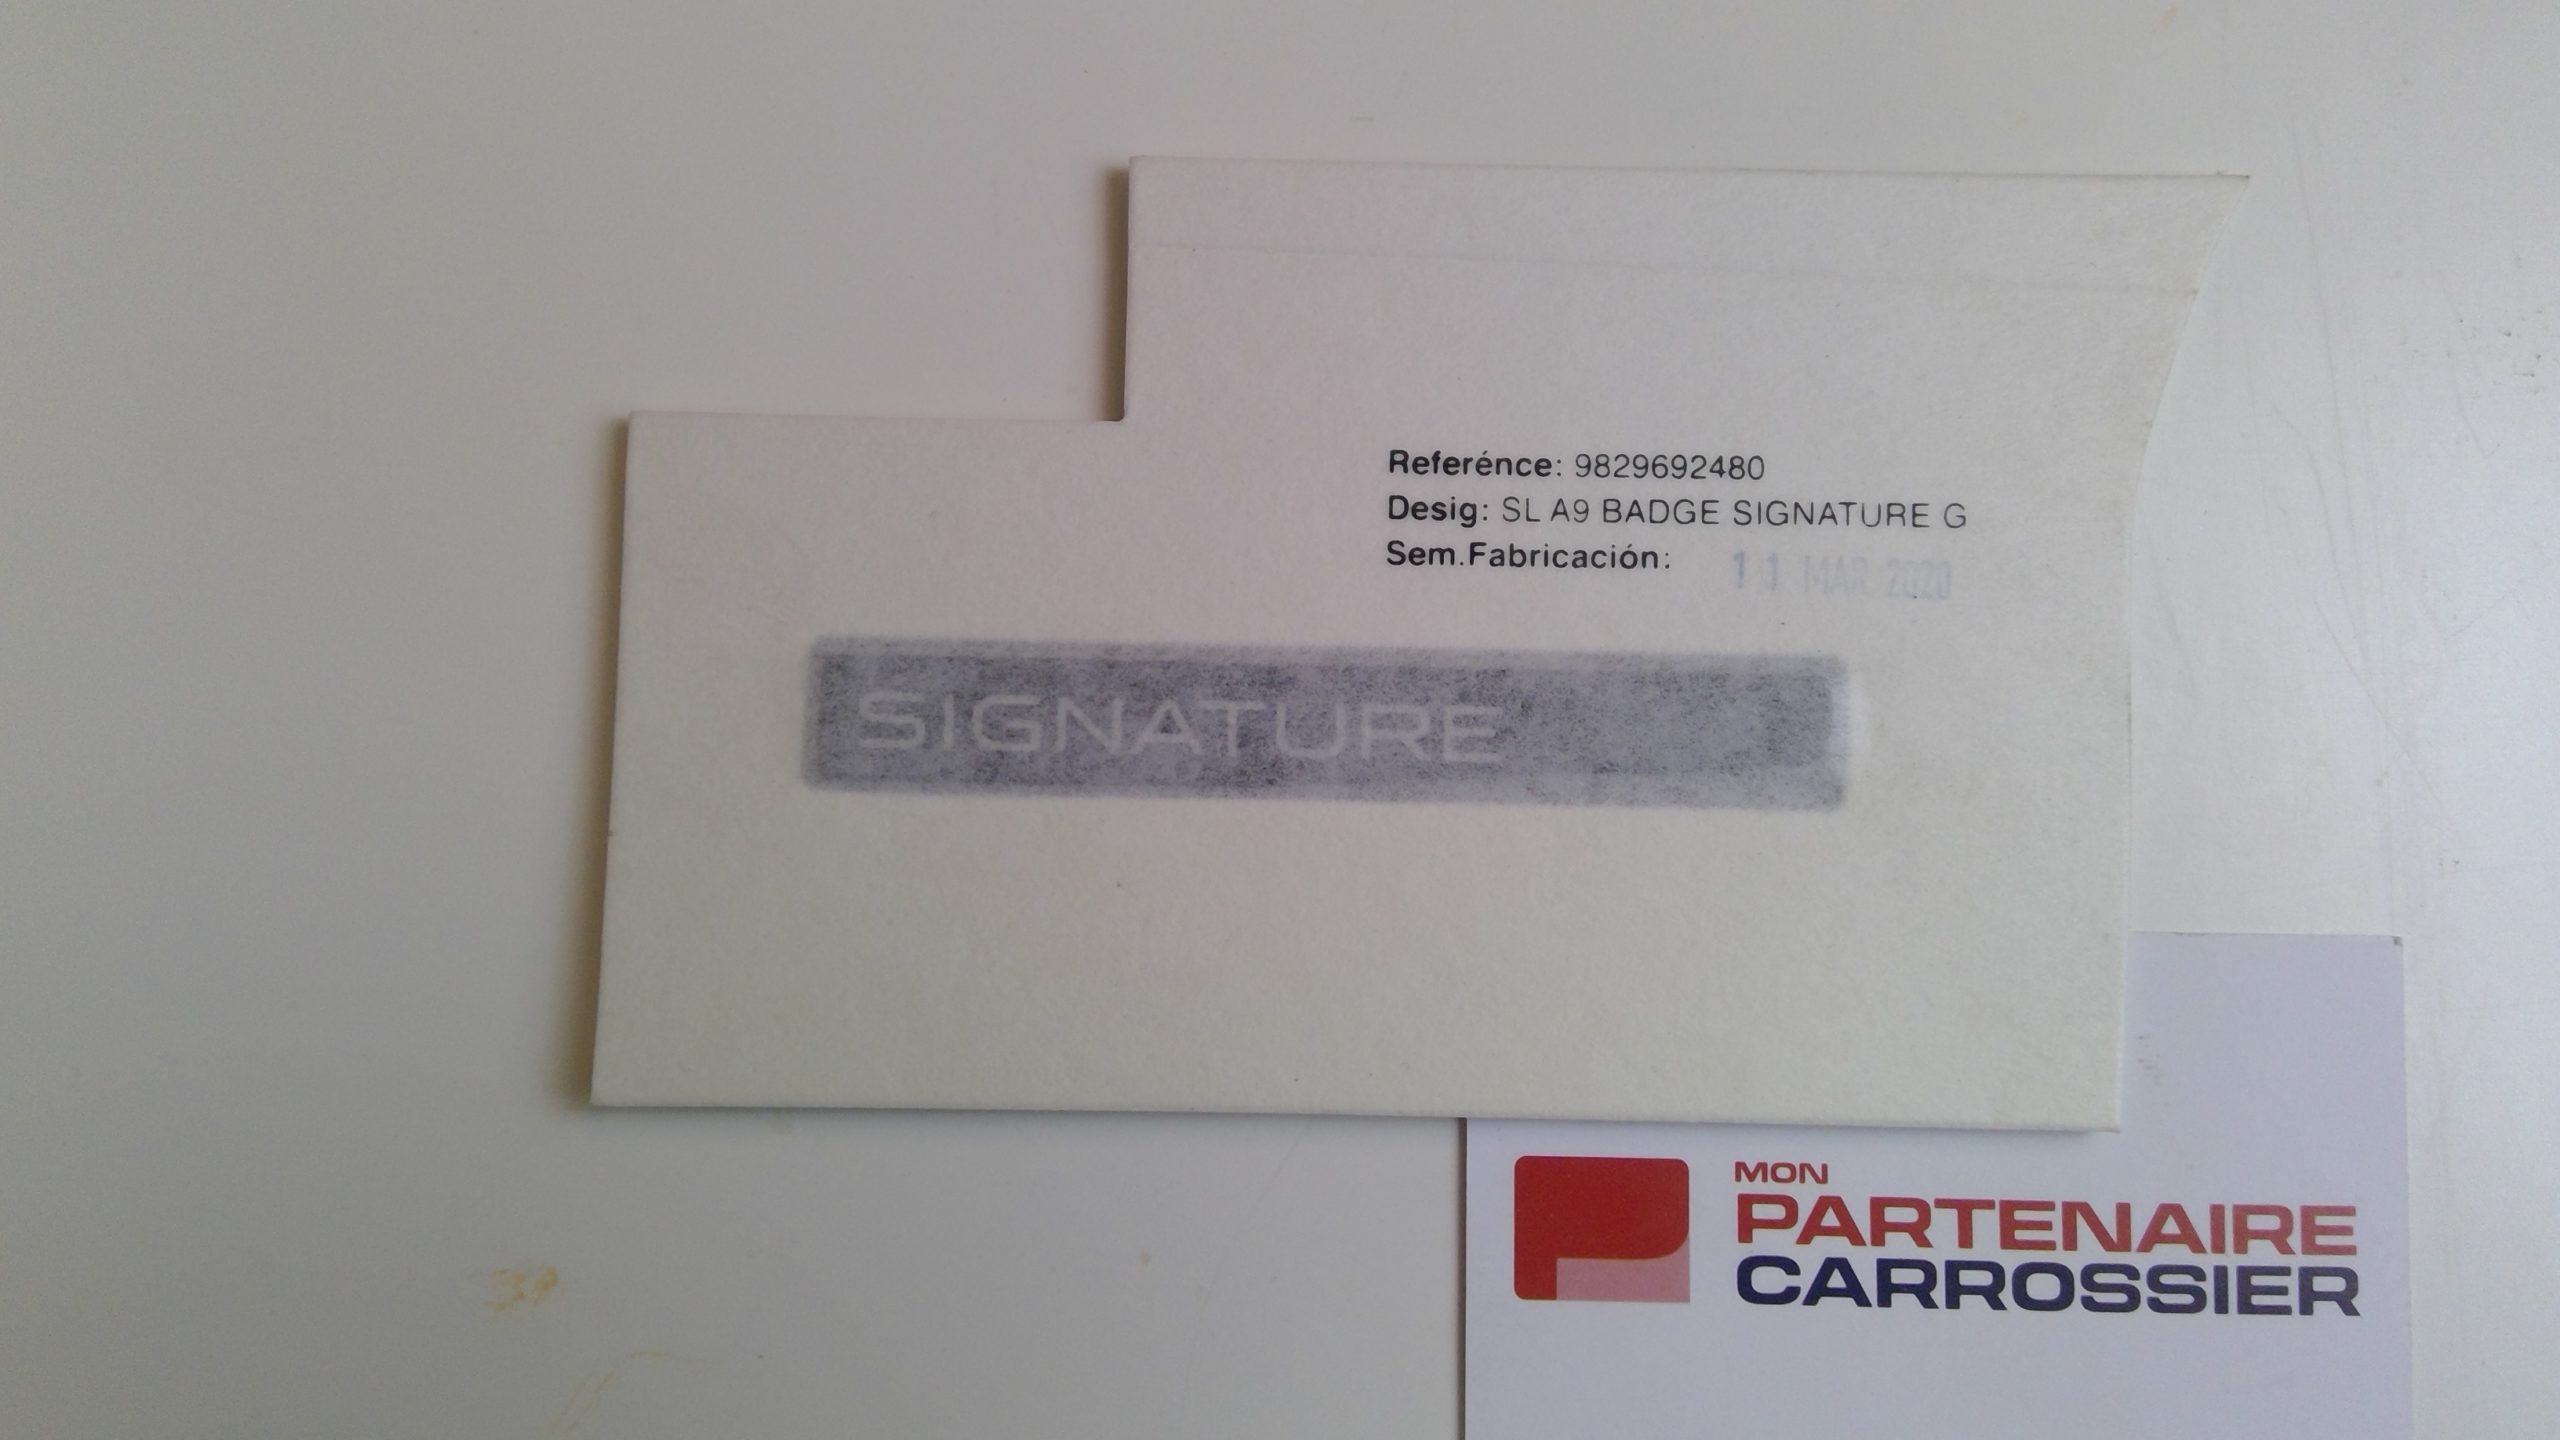 Referénce: 9829692480
Desig: SL A9 BADGE SIGNATURE G
Sem.Fabricación: 11 MAR 2020
SIGNATURE
MON
PARTENAIRE
CARROSSIER